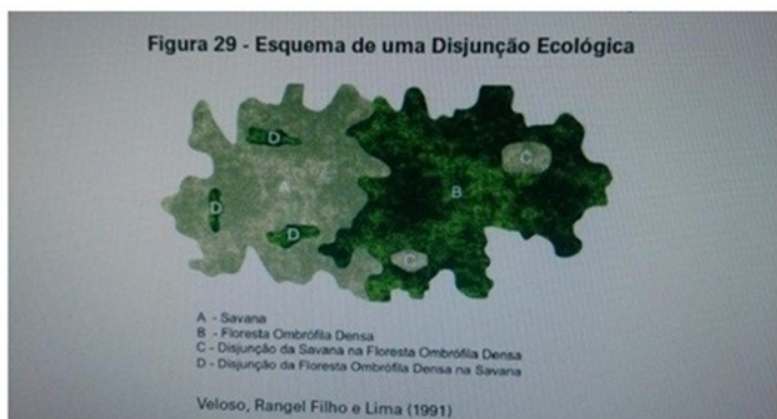 Figura 29 - Esquema de uma Disjunção Ecológica
D
C
A
B
D
D
C
A - Savana
B - Floresta Ombrófila Densa
C - Disjunção da Savana na Floresta Ombrófila Densa
D - Disjunção da Floresta Ombrófila Densa na Savana
Veloso, Rangel Filho e Lima (1991)